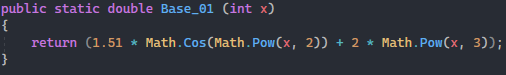 public static double Base_01 (int x)
{
return (1.51 * Math.Cos(Math.Pow(x, 2)) + 2 * Math.Pow(x, 3));
}